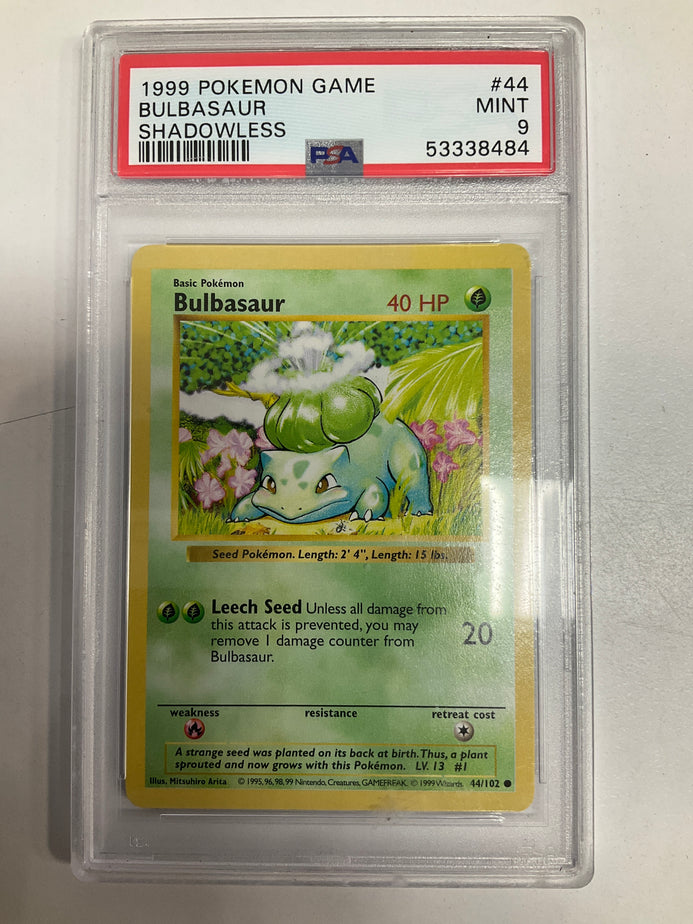 1999 POKEMON GAME #44
BULBASAUR MINT
SHADOWLESS 9
PSA 53338484
Basic Pokémon
Bulbasaur 40 HP
Seed Pokémon. Length: 2' 4", Length: 15 lbs.
Leech Seed Unless all damage from
this attack is prevented, you may
remove 1 damage counter from
Bulbasaur.
20
weakness resistance retreat cost
A strange seed was planted on its back at birth. Thus, a plant
sprouted and now grows with this Pokémon. LV. 13 #1
Illus. Mitsuhiro Arita © 1995, 96, 98, 99 Nintendo, Creatures, GAMEFREAK. © 1999 Wizards. 44/102